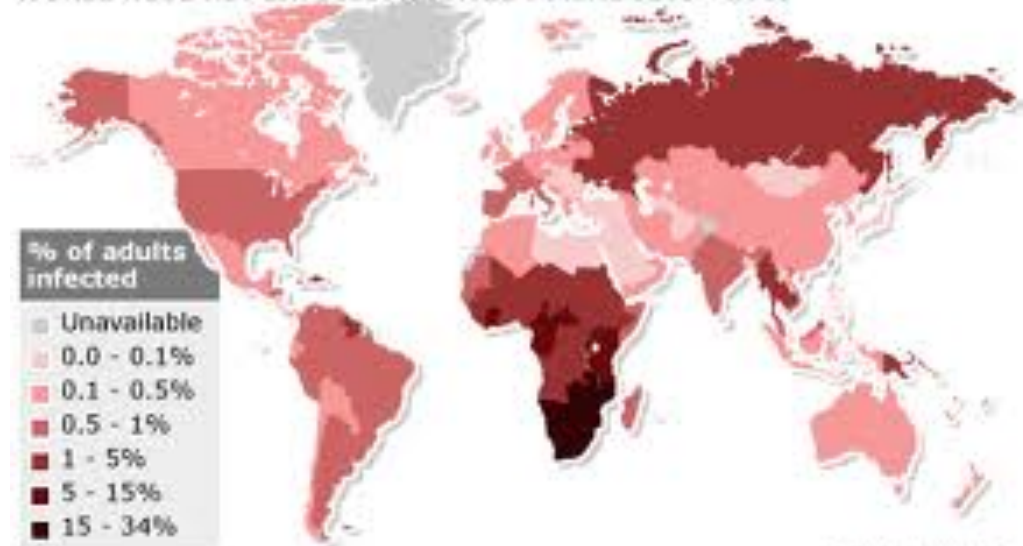 % of adults
infected
Unavailable
0.0 - 0.1%
0.1 - 0.5%
0.5 - 1%
1 - 5%
5 - 15%
15 - 34%